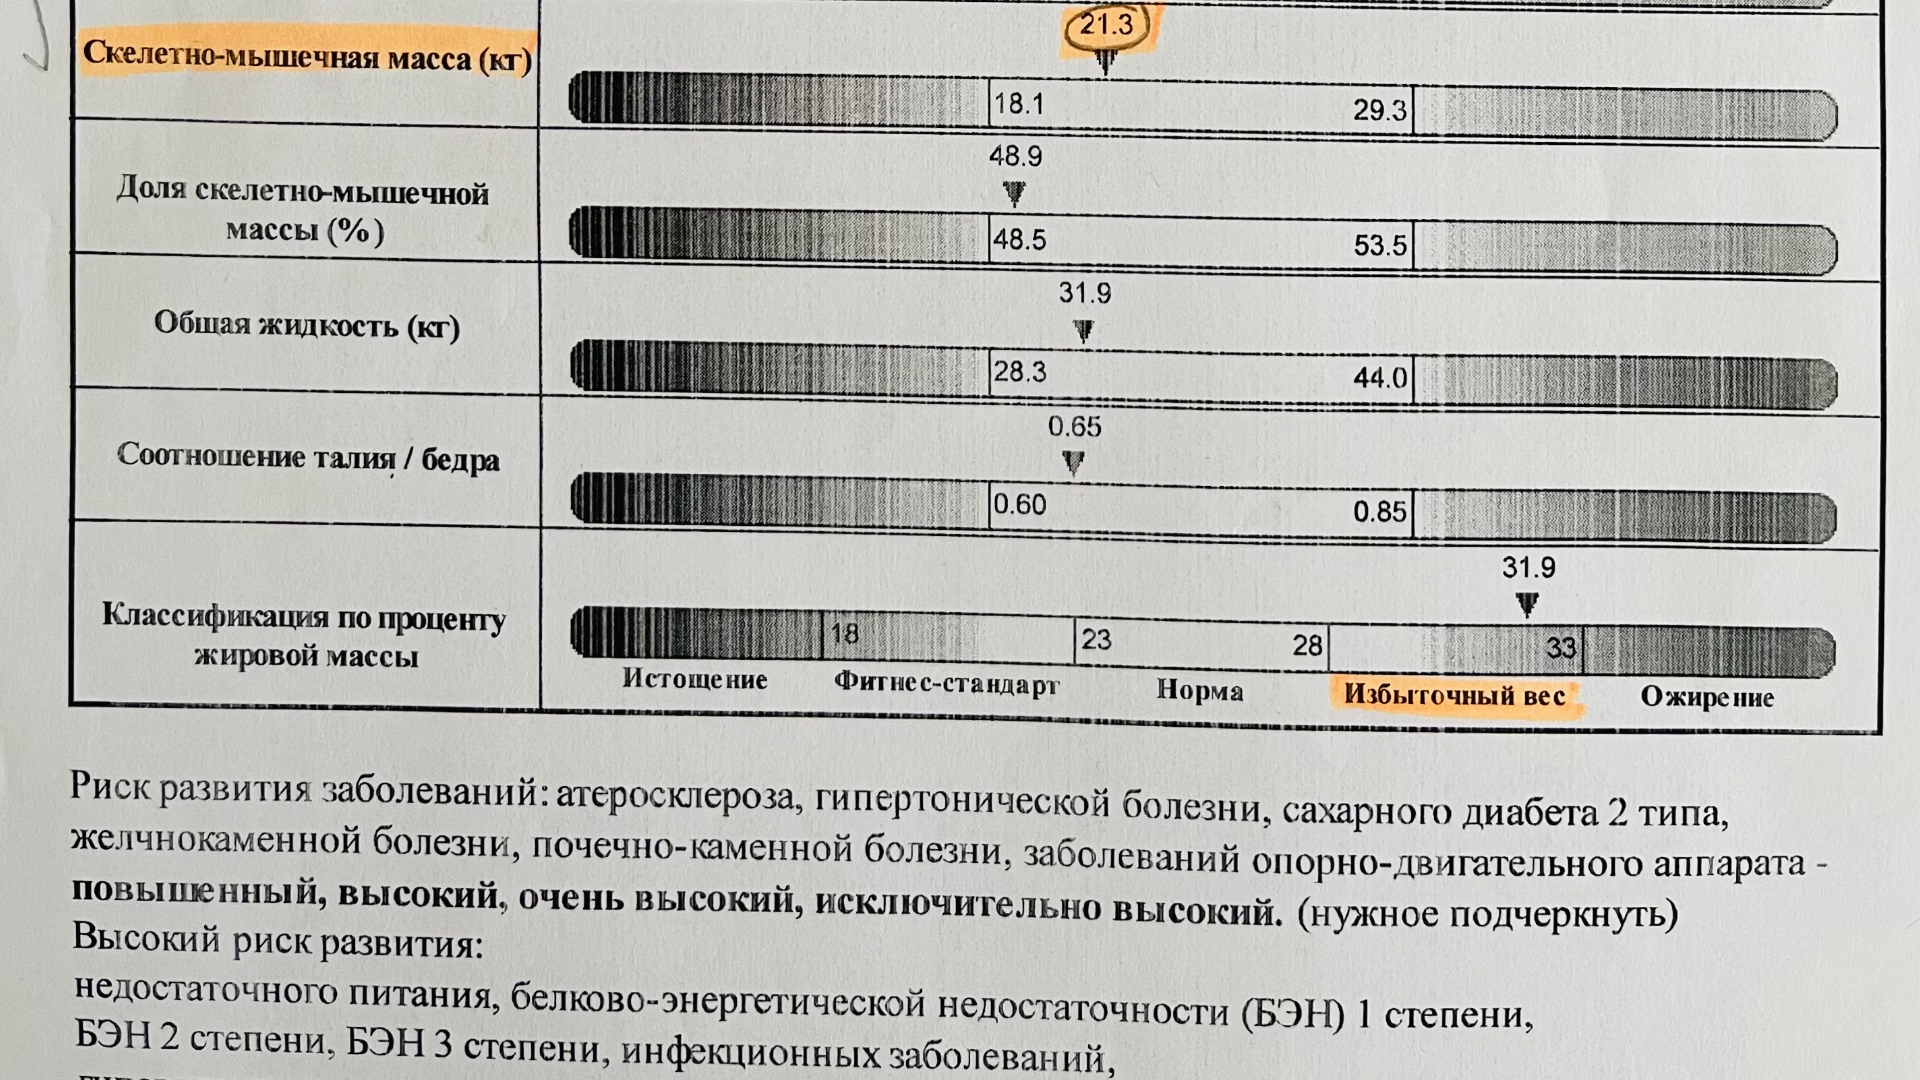 21.3
Скелетно-мышечная масса (кг)
18.1 29.3
48.9
Доля скелетно-мышечной
массы (%)
48.5 53.5
31.9
Общая жидкость (кг)
28.3 44.0
0.65
Соотношение талия / бедра
0.60 0.85
31.9
Классификация по проценту
жировой массы
18 23 28 33
Истощение Фитнес-стандарт Норма Избыточный вес Ожирение
Риск развития заболеваний: атеросклероза, гипертонической болезни, сахарного диабета 2 типа,
желчнокаменной болезни, почечно-каменной болезни, заболеваний опорно-двигательного аппарата -
повышенный, высокий, очень высокий, исключительно высокий. (нужное подчеркнуть)
Высокий риск развития:
недостаточного питания, белково-энергетической недостаточности (БЭН) 1 степени,
БЭН 2 степени, БЭН 3 степени, инфекционных заболеваний,